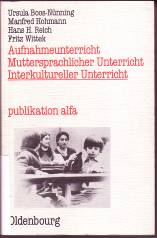 Ursula Boos-Nünning
Manfred Hohmann
Hans H. Reich
Fritz Wittek
Aufnahmeunterricht
Muttersprachlicher Unterricht
Interkultureller Unterricht
publikation alfa
Oldenbourg